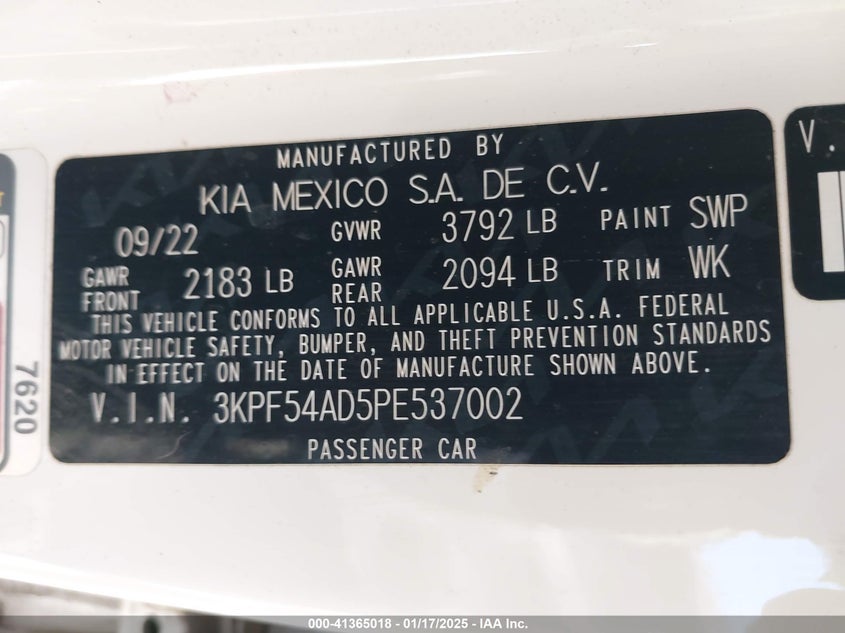 MANUFACTURED BY
KIA MEXICO S.A. DE C.V.
09/22 GVWR 3792 LB PAINT SWP
GAWR FRONT 2183 LB GAWR REAR 2094 LB TRIM WK
THIS VEHICLE CONFORMS TO ALL APPLICABLE U.S.A. FEDERAL
MOTOR VEHICLE SAFETY, BUMPER, AND THEFT PREVENTION STANDARDS
IN EFFECT ON THE DATE OF MANUFACTURE SHOWN ABOVE.
V.I.N. 3KPF54AD5PE537002
PASSENGER CAR
7620
V.
000-41365018 - 01/17/2025 - IAA Inc.